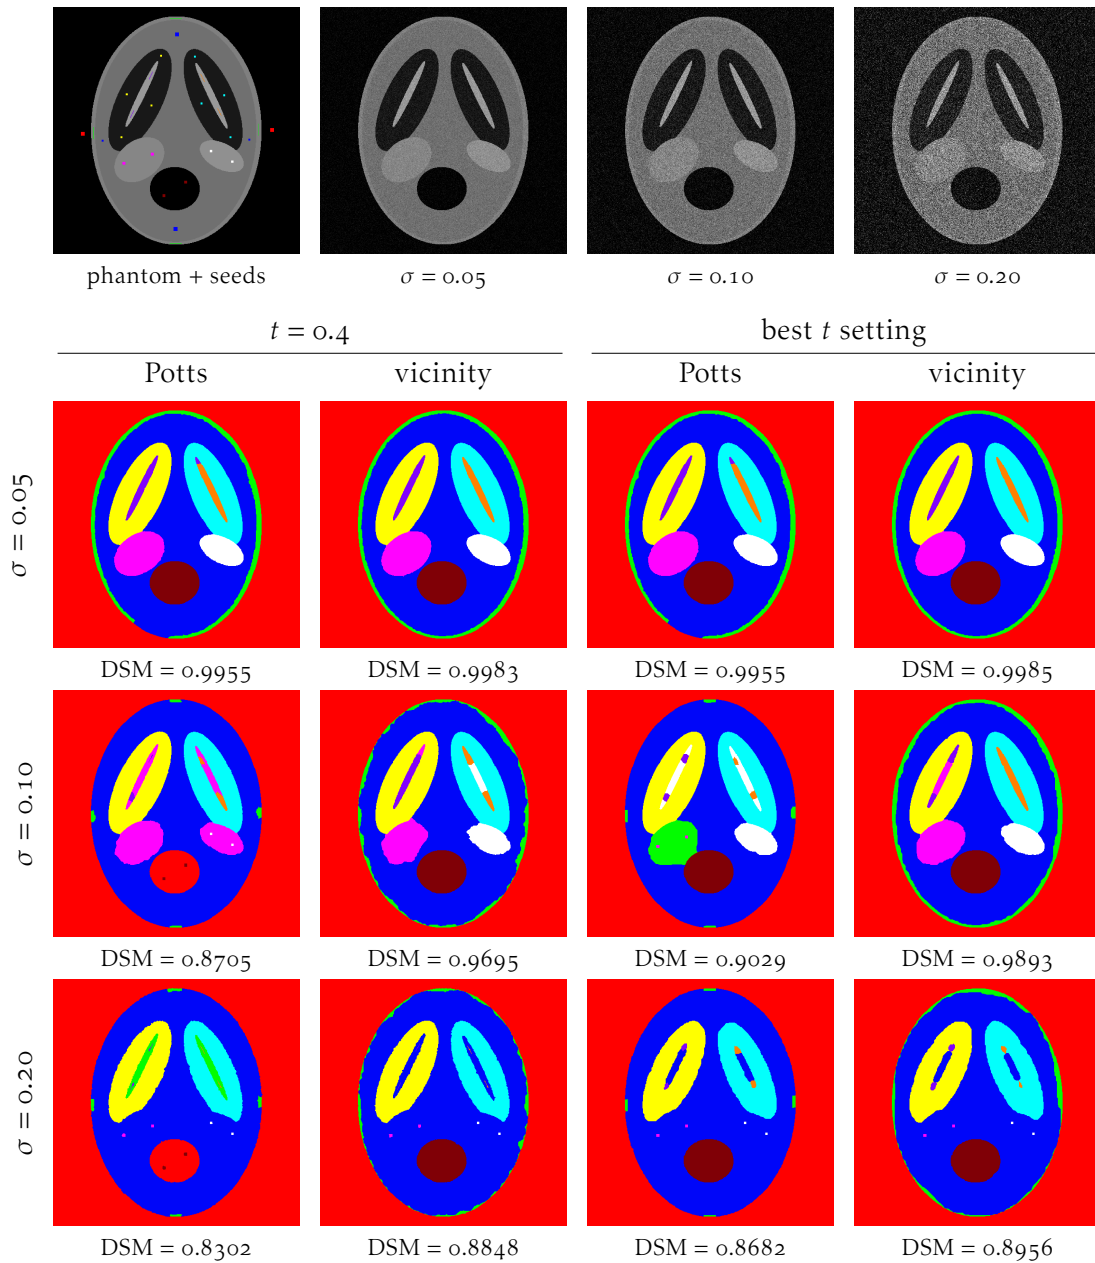 phantom + seeds σ = 0.05 σ = 0.10 σ = 0.20
t = 0.4 best t setting
Potts vicinity Potts vicinity
σ = 0.05
DSM = 0.9955 DSM = 0.9983 DSM = 0.9955 DSM = 0.9985
σ = 0.10
DSM = 0.8705 DSM = 0.9695 DSM = 0.9029 DSM = 0.9893
σ = 0.20
DSM = 0.8302 DSM = 0.8848 DSM = 0.8682 DSM = 0.8956